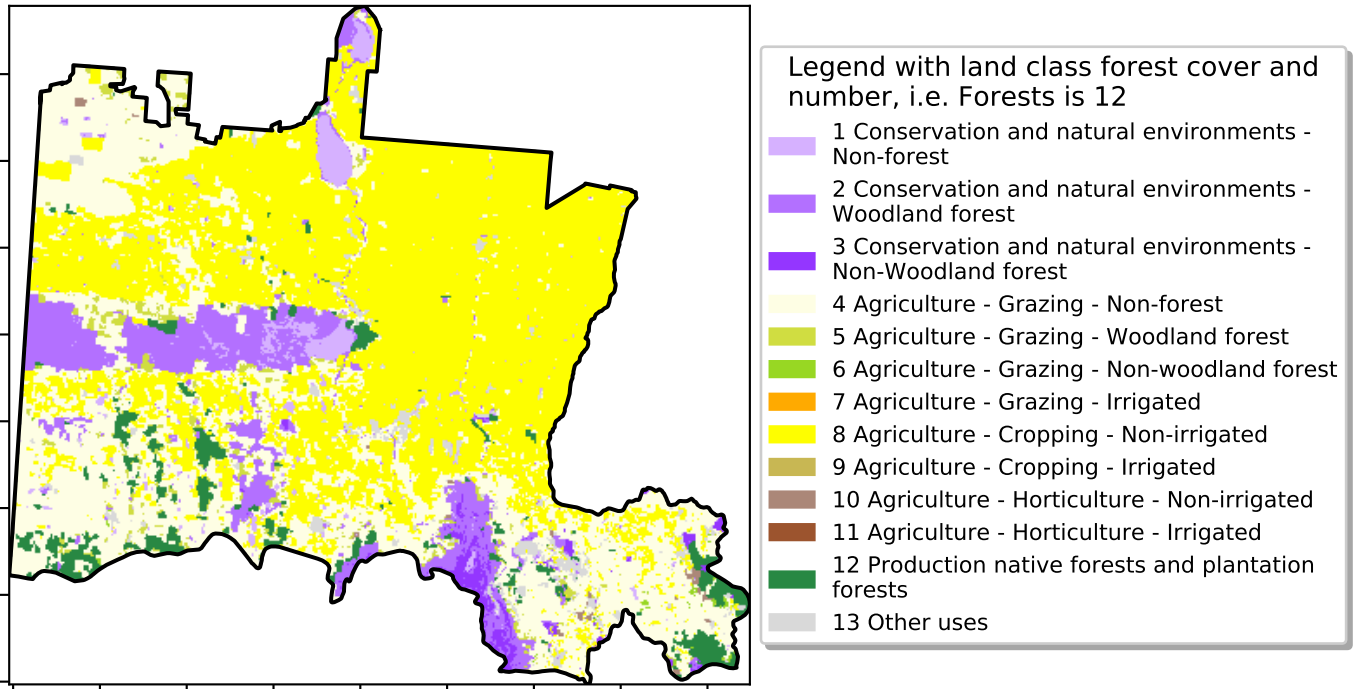 Legend with land class forest cover and
number, i.e. Forests is 12
1 Conservation and natural environments -
Non-forest
2 Conservation and natural environments -
Woodland forest
3 Conservation and natural environments -
Non-Woodland forest
4 Agriculture - Grazing - Non-forest
5 Agriculture - Grazing - Woodland forest
6 Agriculture - Grazing - Non-woodland forest
7 Agriculture - Grazing - Irrigated
8 Agriculture - Cropping - Non-irrigated
9 Agriculture - Cropping - Irrigated
10 Agriculture - Horticulture - Non-irrigated
11 Agriculture - Horticulture - Irrigated
12 Production native forests and plantation
forests
13 Other uses